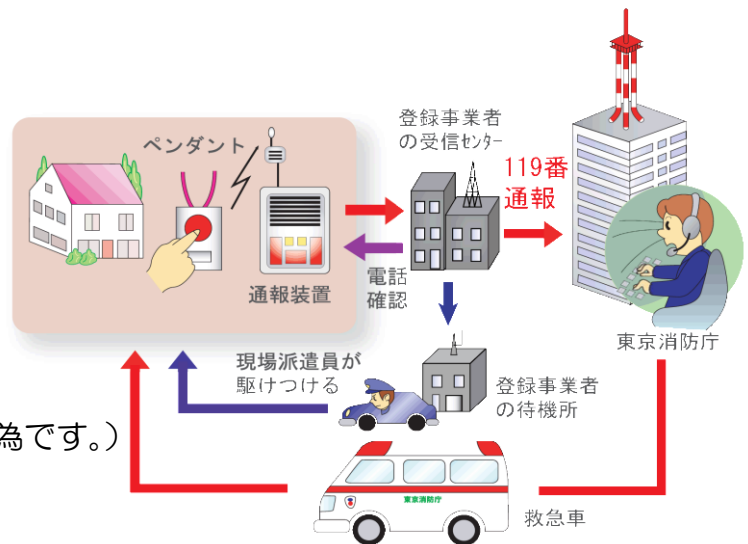 登録事業者
の受信ｾﾝﾀｰ
ペンダント
119番
通報
通報装置
電話
確認
東京消防庁
現場派遣員が
駆けつける
登録事業者
の待機所
為です。）
東京消防庁
救急車